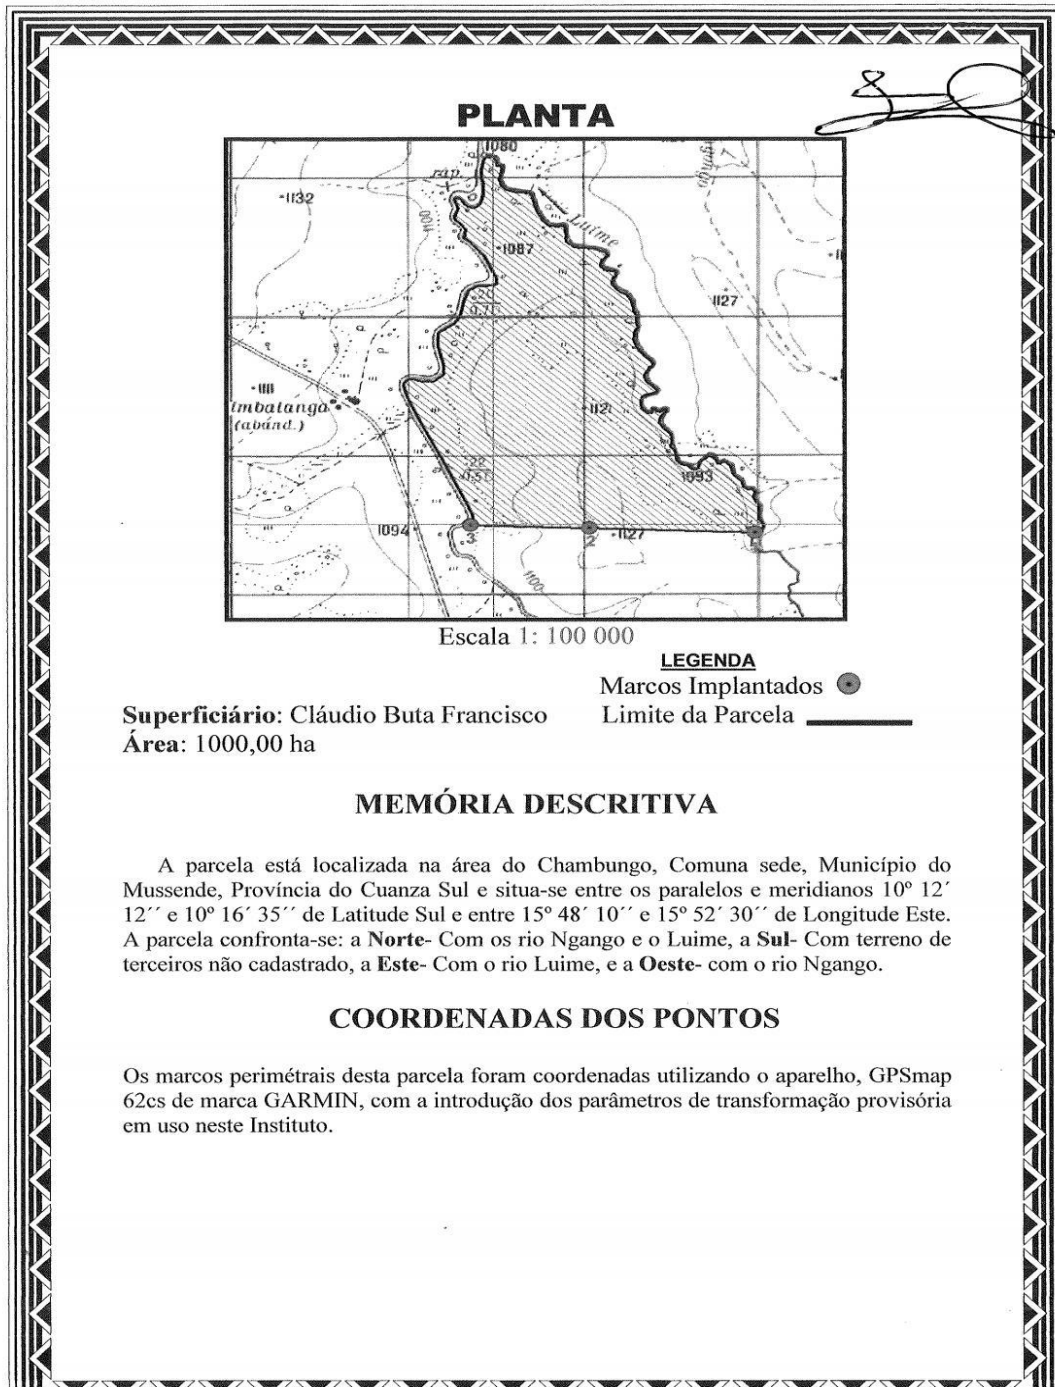 PLANTA
1080
rap.
1132
1100
Luime
1087
1127
1111
Imbatanga
(abánd.)
1121
22
1093
1094
3
2
1127
1100
Escala 1: 100 000
LEGENDA
Marcos Implantados
Superficiário: Cláudio Buta Francisco
Limite da Parcela
Área: 1000,00 ha
MEMÓRIA DESCRITIVA
A parcela está localizada na área do Chambungo, Comuna sede, Município do
Mussende, Província do Cuanza Sul e situa-se entre os paralelos e meridianos 10º 12´
12´´ e 10º 16´ 35´´ de Latitude Sul e entre 15º 48´ 10´´ e 15º 52´ 30´´ de Longitude Este.
A parcela confronta-se: a Norte- Com os rio Ngango e o Luime, a Sul- Com terreno de
terceiros não cadastrado, a Este- Com o rio Luime, e a Oeste- com o rio Ngango.
COORDENADAS DOS PONTOS
Os marcos perimétrais desta parcela foram coordenadas utilizando o aparelho, GPSmap
62cs de marca GARMIN, com a introdução dos parâmetros de transformação provisória
em uso neste Instituto.